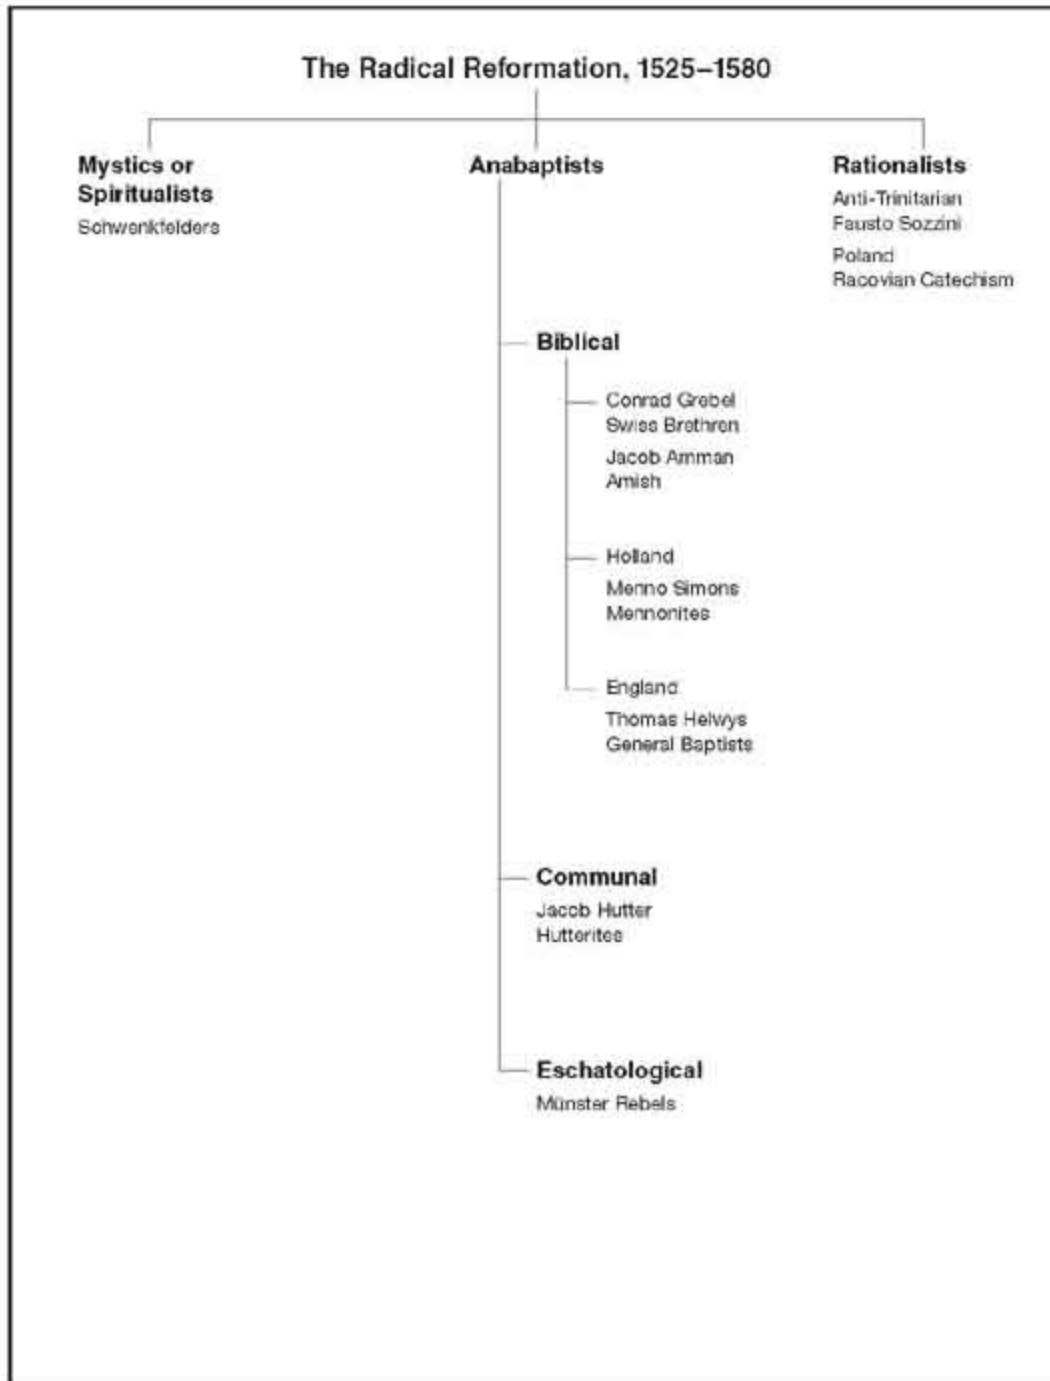 The Radical Reformation, 1525–1580
Mystics or
Spiritualists
Schwenkfelders
Anabaptists
Rationalists
Anti-Trinitarian
Fausto Sozzini
Poland
Racovian Catechism
Biblical
Conrad Grebel
Swiss Brethren
Jacob Amman
Amish
Holland
Menno Simons
Mennonites
England
Thomas Helwys
General Baptists
Communal
Jacob Hutter
Hutterites
Eschatological
Münster Rebels